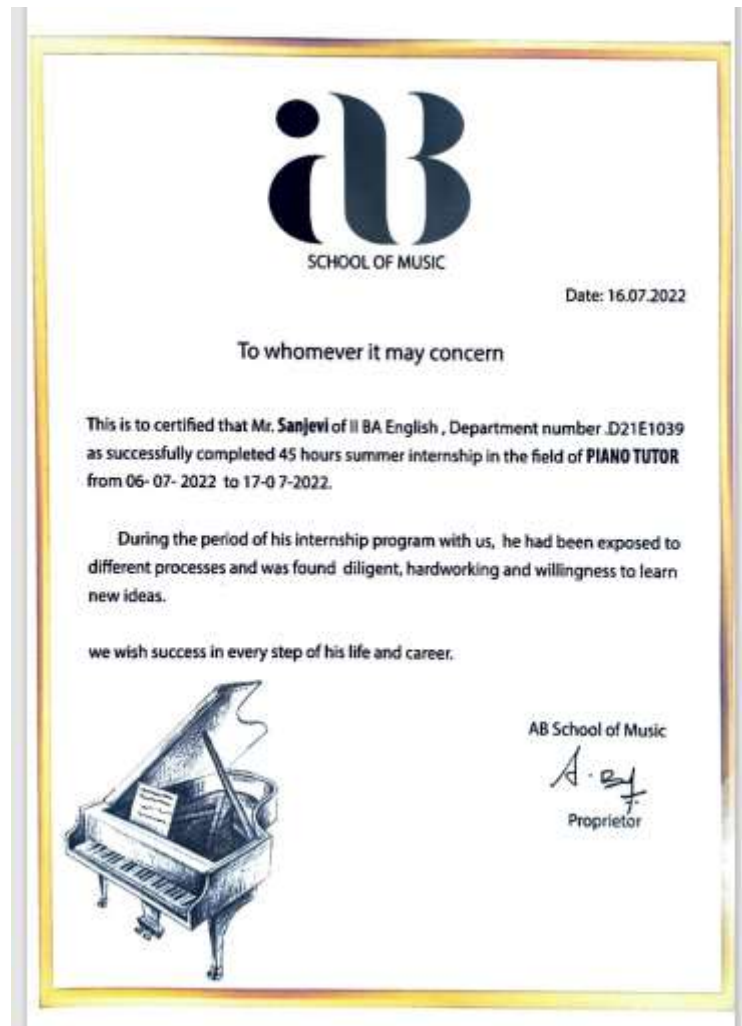 aB
SCHOOL OF MUSIC
Date: 16.07.2022
To whomever it may concern
This is to certified that Mr. Sanjevi of II BA English , Department number .D21E1039
as successfully completed 45 hours summer internship in the field of PIANO TUTOR
from 06- 07- 2022 to 17-0 7-2022.
During the period of his internship program with us, he had been exposed to
different processes and was found diligent, hardworking and willingness to learn
new ideas.
we wish success in every step of his life and career.
AB School of Music
Proprietor